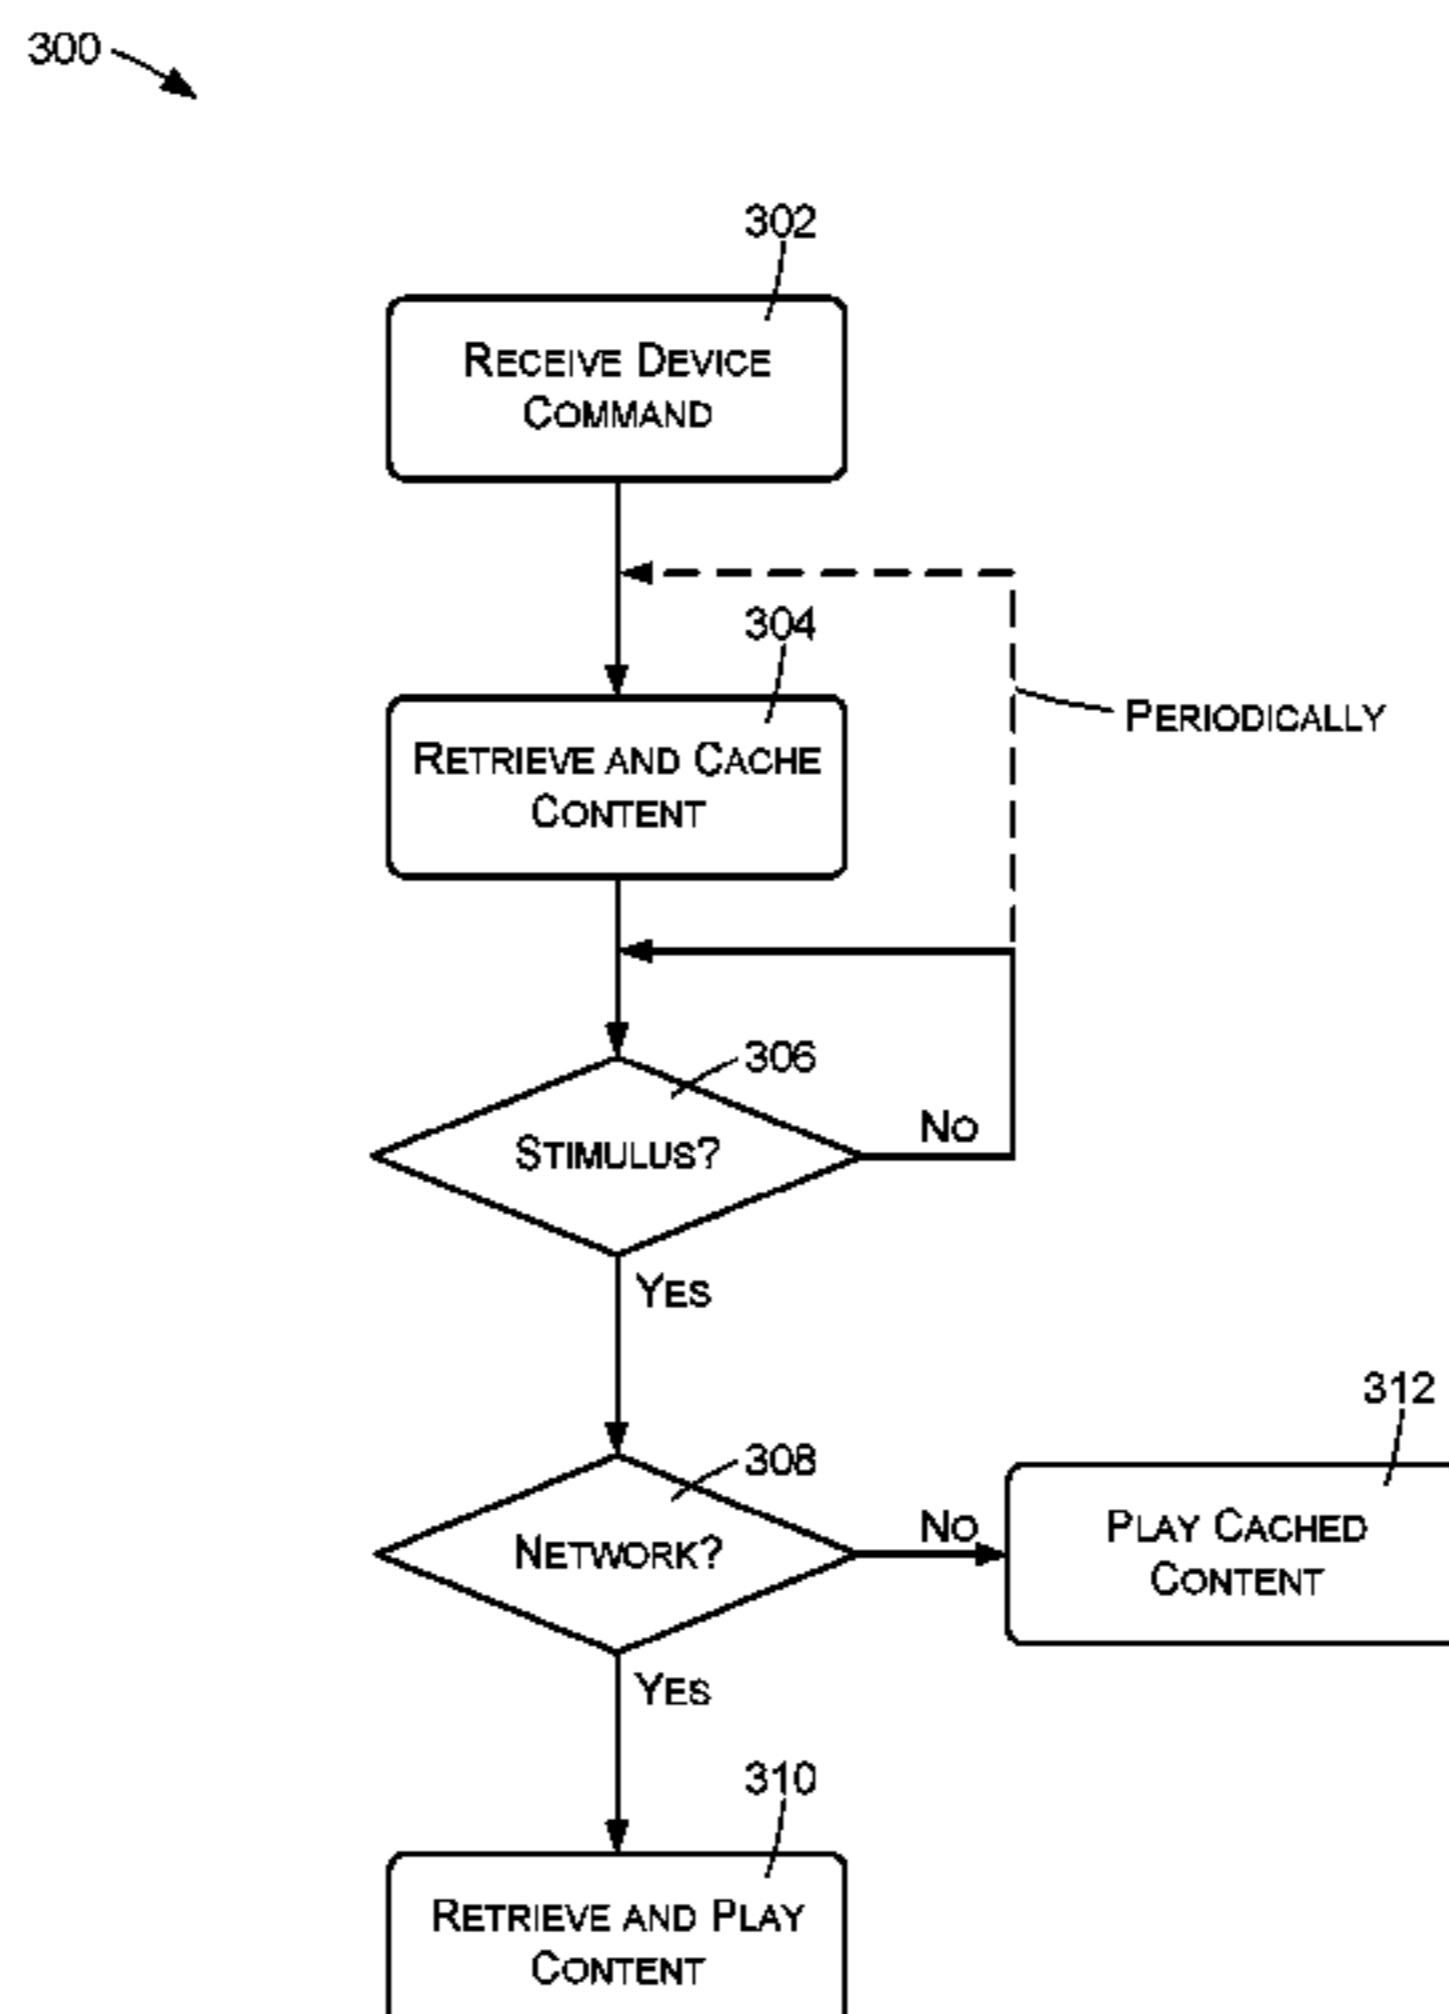 300
302
RECEIVE DEVICE
COMMAND
304
PERIODICALLY
RETRIEVE AND CACHE
CONTENT
306
NO
STIMULUS?
YES
312
308
NO
PLAY CACHED
CONTENT
NETWORK?
YES
310
RETRIEVE AND PLAY
CONTENT